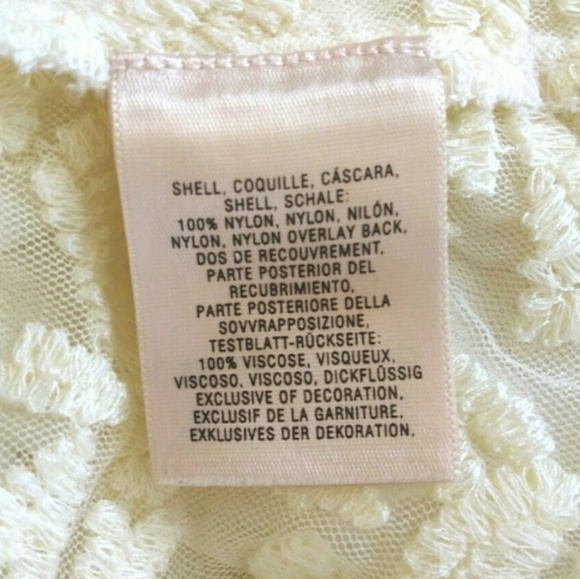 SHELL, COQUILLE, CÁSCARA,
SHELL, SCHALE:
100% NYLON, NYLON, NILÓN,
NYLON, NYLON OVERLAY BACK,
DOS DE RECOUVREMENT,
PARTE POSTERIOR DEL
RECUBRIMIENTO,
PARTE POSTERIORE DELLA
SOVVRAPPOSIZIONE,
TESTBLATT-RÜCKSEITE:
100% VISCOSE, VISQUEUX,
VISCOSO, VISCOSO, DICKFLÜSSIG
EXCLUSIVE OF DECORATION,
EXCLUSIF DE LA GARNITURE,
EXKLUSIVES DER DEKORATION,